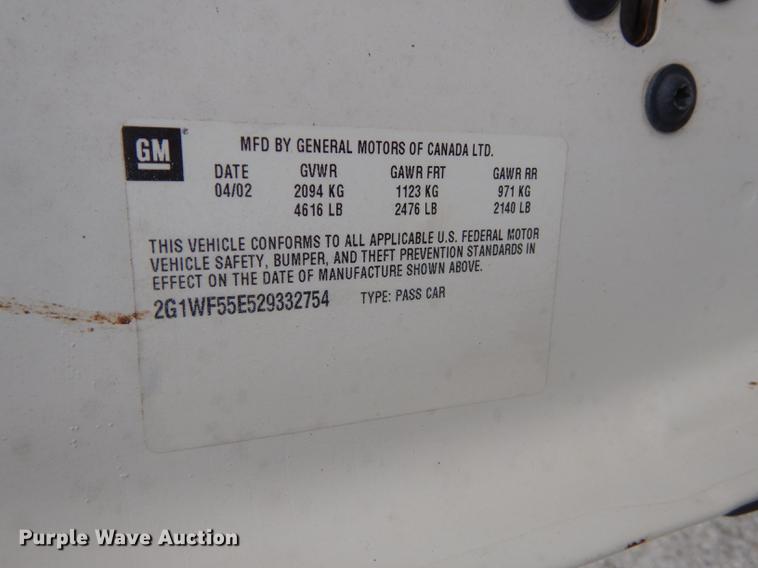 GM
MFD BY GENERAL MOTORS OF CANADA LTD.
DATE GVWR GAWR FRT GAWR RR
04/02 2094 KG 1123 KG 971 KG
4616 LB 2476 LB 2140 LB
THIS VEHICLE CONFORMS TO ALL APPLICABLE U.S. FEDERAL MOTOR
VEHICLE SAFETY, BUMPER, AND THEFT PREVENTION STANDARDS IN
EFFECT ON THE DATE OF MANUFACTURE SHOWN ABOVE.
2G1WF55E529332754 TYPE: PASS CAR
Purple Wave Auction